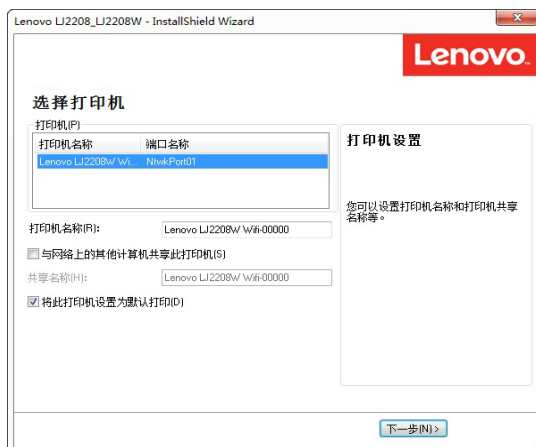 Lenovo LJ2208_LJ2208W - InstallShield Wizard
Lenovo
选择打印机
打印机(P)
打印机名称 端口名称
Lenovo LJ2208W Wi... NtwkPort01
打印机名称(R): Lenovo LJ2208W Wifi-00000
与网络上的其他计算机共享此打印机(S)
共享名称(H): Lenovo LJ2208W Wifi-00000
将此打印机设置为默认打印(D)
打印机设置
您可以设置打印机名称和打印机共享
名称等。
下一步(N)>